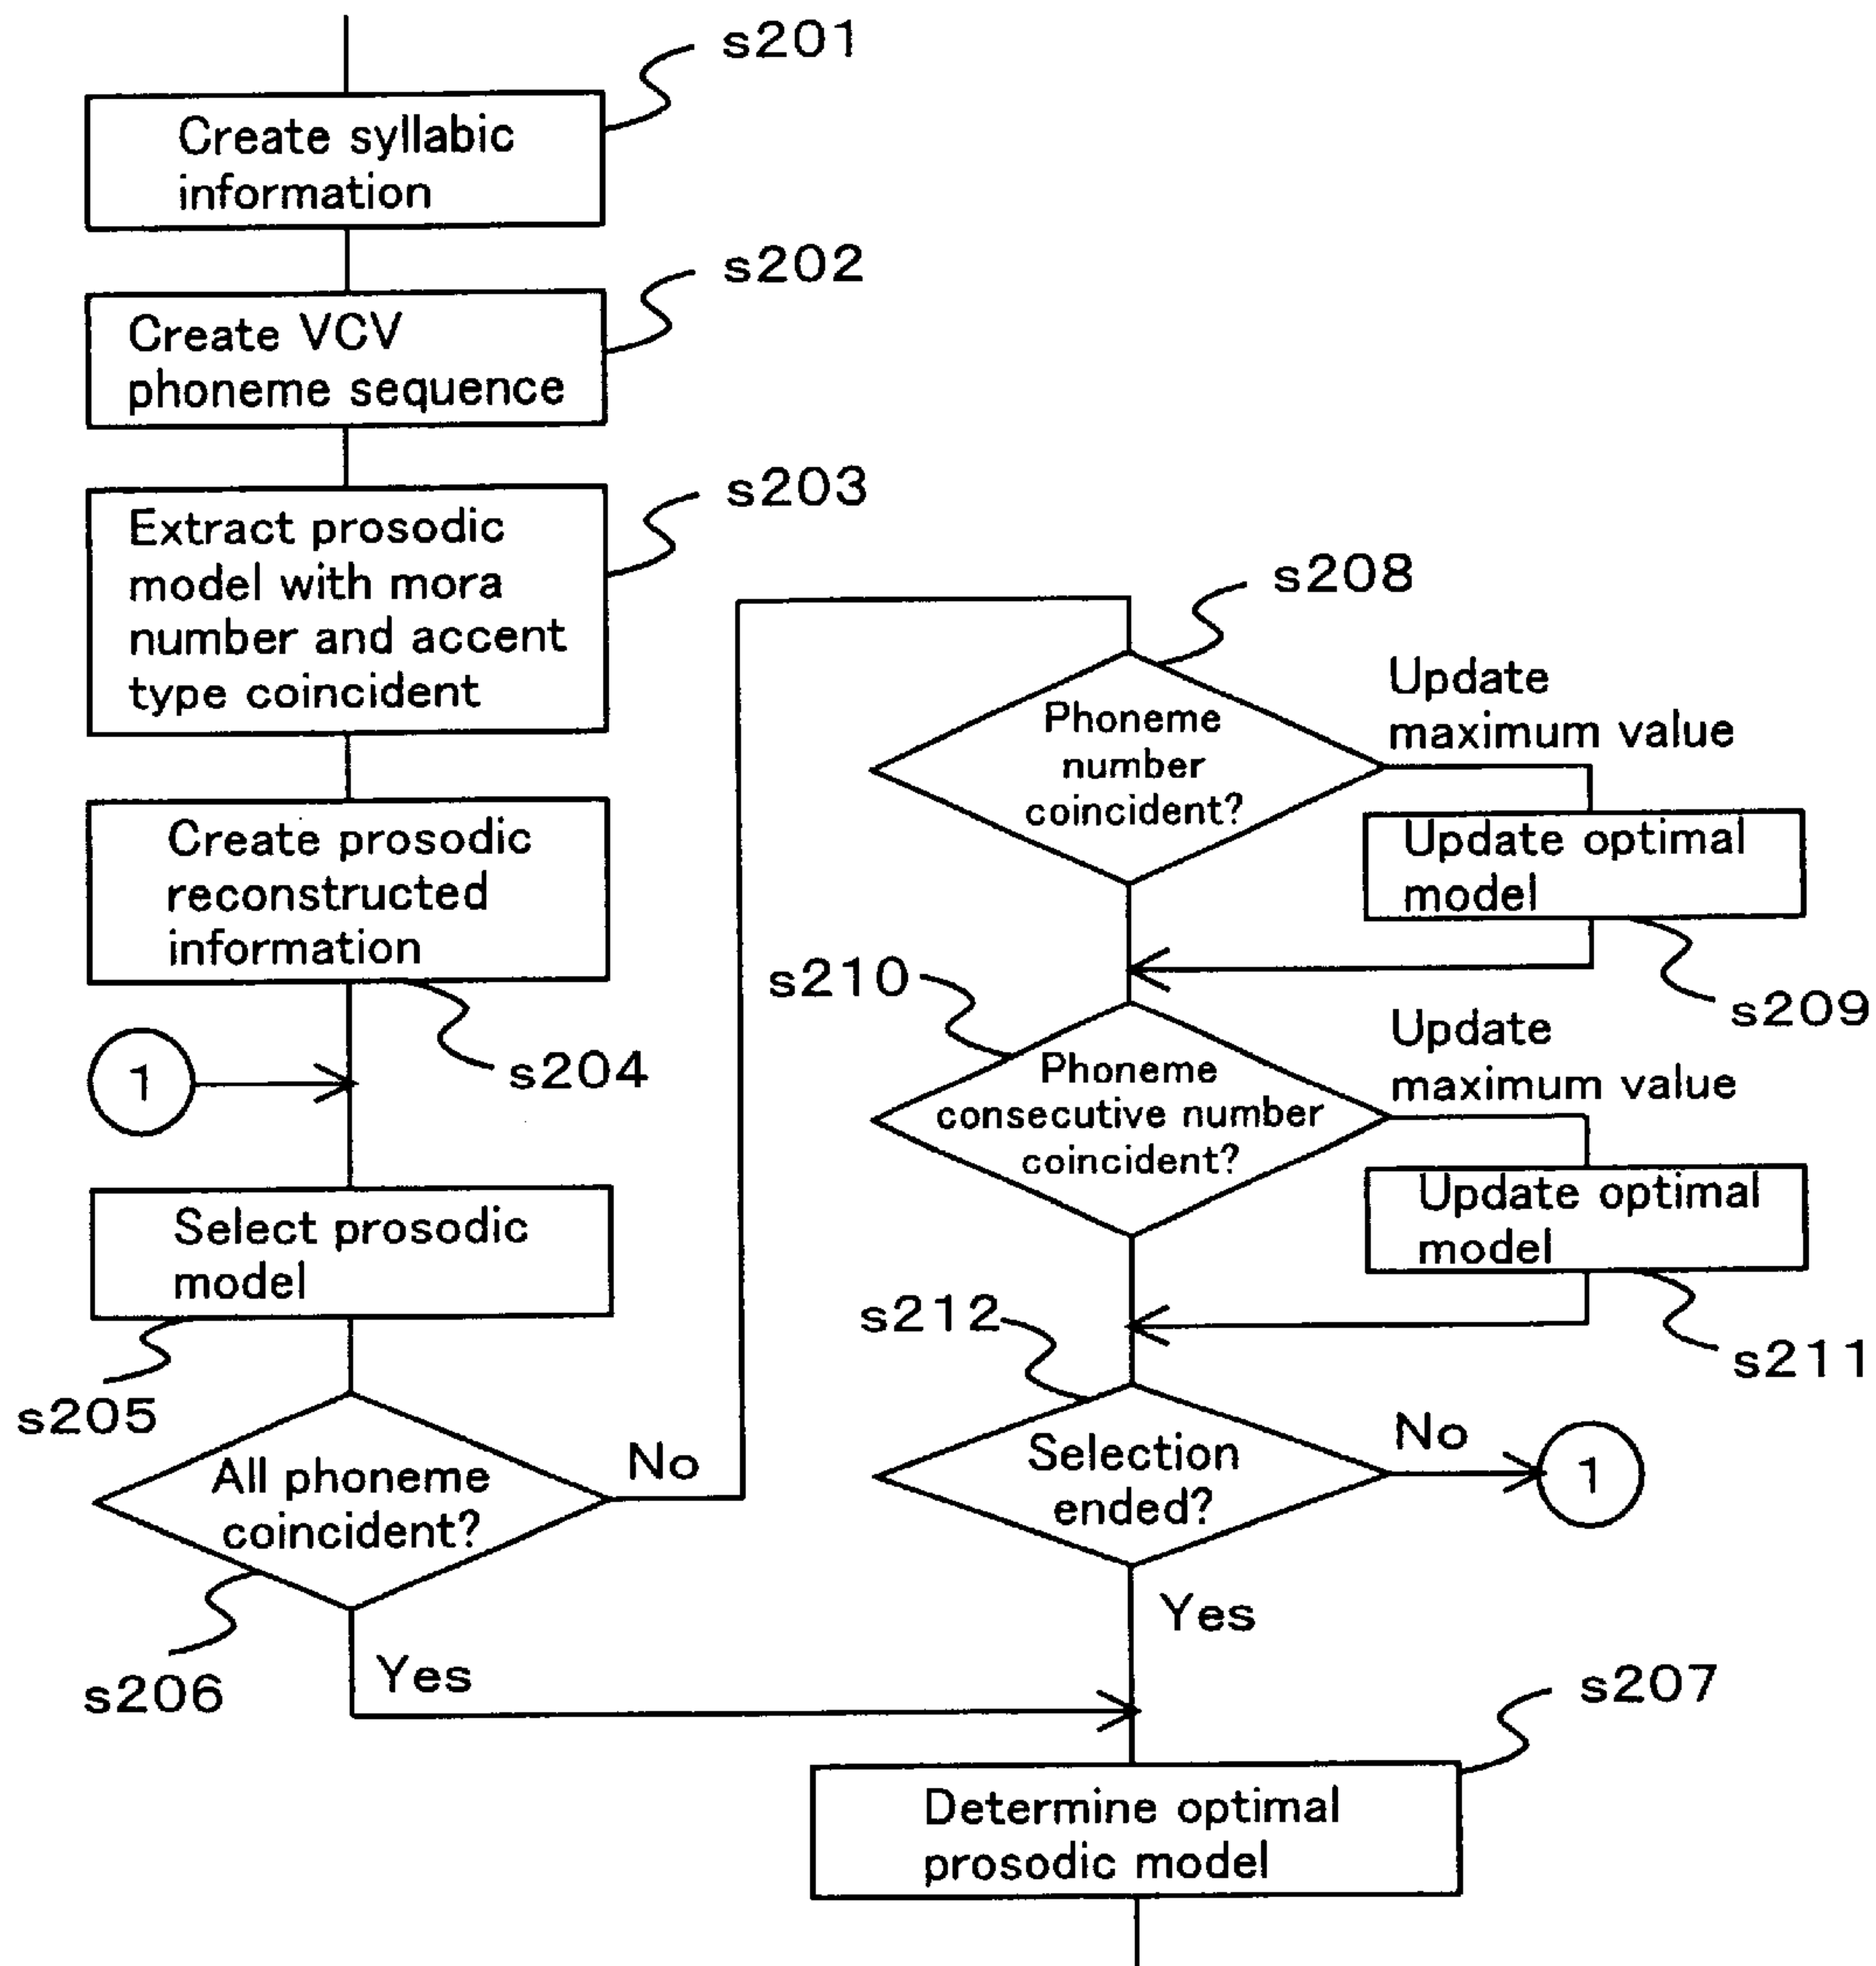 s201
Create syllabic
information
s202
Create VCV
phoneme sequence
s203
Extract prosodic
model with mora
number and accent
type coincident
Create prosodic
reconstructed
information
s204
1
Select prosodic
model
s205
All phoneme
coincident?
No
s206
Yes
s208
Phoneme
number
coincident?
Update
maximum value
Update optimal
model
s209
s210
Phoneme
consecutive number
coincident?
Update
maximum value
Update optimal
model
s211
s212
Selection
ended?
No
1
Yes
s207
Determine optimal
prosodic model